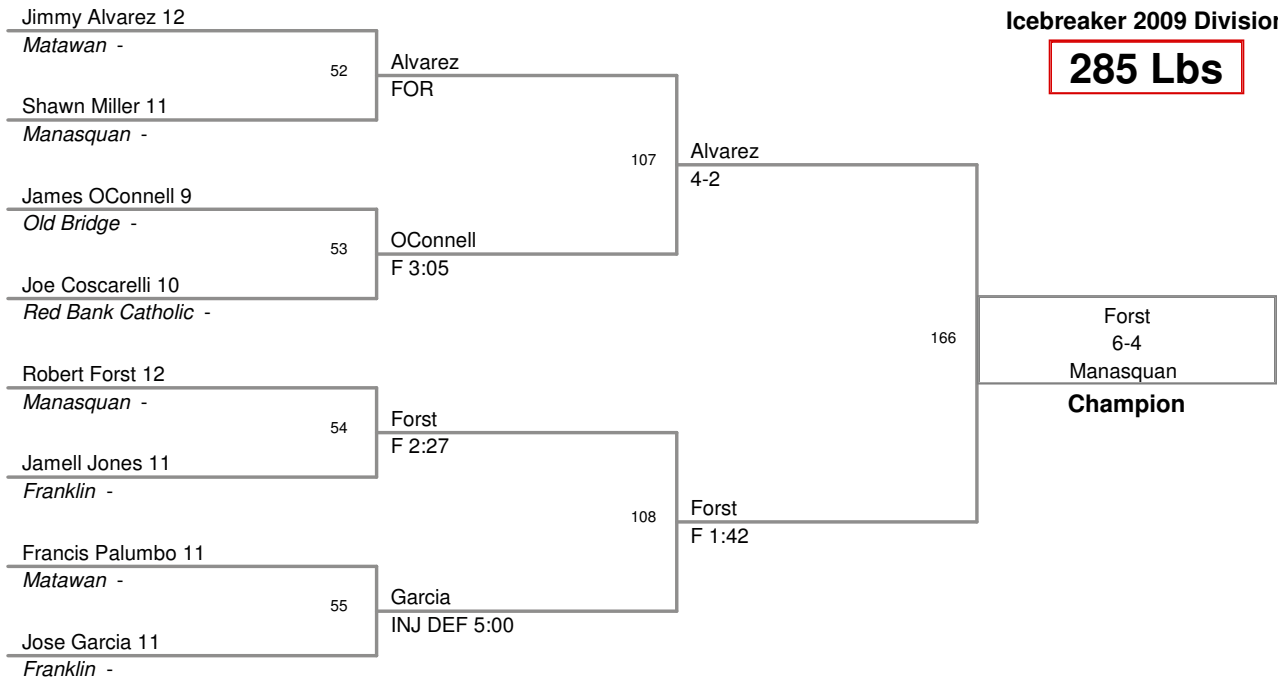 Icebreaker 2009 Division
285 Lbs
Jimmy Alvarez 12
Matawan -
52
Shawn Miller 11
Manasquan -
Alvarez
FOR
James OConnell 9
Old Bridge -
53
Joe Coscarelli 10
Red Bank Catholic -
OConnell
F 3:05
107
Alvarez
4-2
Robert Forst 12
Manasquan -
54
Jamell Jones 11
Franklin -
Forst
F 2:27
Francis Palumbo 11
Matawan -
55
Jose Garcia 11
Franklin -
Garcia
INJ DEF 5:00
108
Forst
F 1:42
166
Forst
6-4
Manasquan
Champion